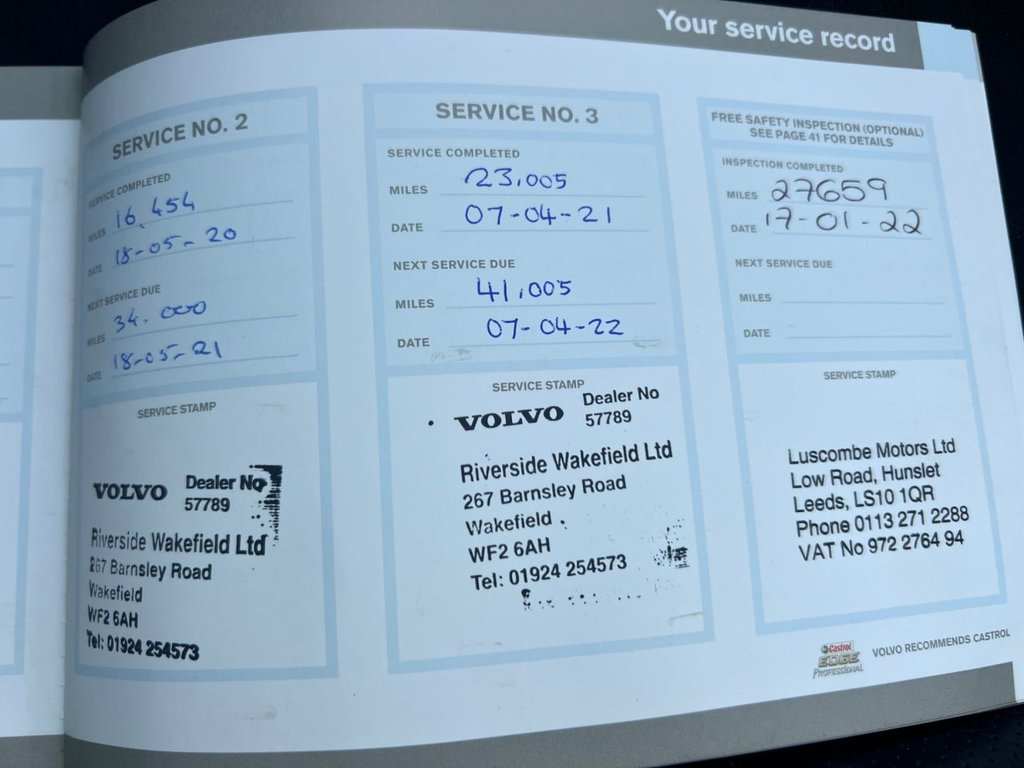 Your service record
SERVICE NO. 2
SERVICE COMPLETED
MILES 16,454
DATE 18-05-20
NEXT SERVICE DUE
MILES 34.000
DATE 18-05-21
SERVICE STAMP
VOLVO Dealer No
57789
Riverside Wakefield Ltd
267 Barnsley Road
Wakefield
WF2 6AH
Tel: 01924 254573
SERVICE NO. 3
SERVICE COMPLETED
MILES 23,005
DATE 07-04-21
NEXT SERVICE DUE
MILES 41,005
DATE 07-04-22
SERVICE STAMP
VOLVO Dealer No
57789
Riverside Wakefield Ltd
267 Barnsley Road
Wakefield
WF2 6AH
Tel: 01924 254573
FREE SAFETY INSPECTION (OPTIONAL)
SEE PAGE 41 FOR DETAILS
INSPECTION COMPLETED
MILES 27659
DATE 17-01-22
NEXT SERVICE DUE
MILES
DATE
SERVICE STAMP
Luscombe Motors Ltd
Low Road, Hunslet
Leeds, LS10 1QR
Phone 0113 271 2288
VAT No 972 2764 94
Castrol
EDGE
PROFESSIONAL
VOLVO RECOMMENDS CASTROL